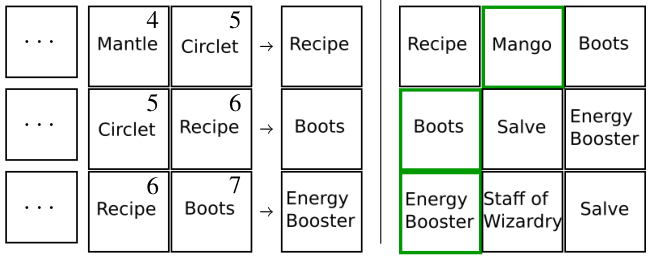 4 5
... Mantle Circlet → Recipe Recipe Mango Boots
5 6
... Circlet Recipe → Boots Boots Salve Energy Booster
6 7
... Recipe Boots → Energy Booster Energy Booster Staff of Wizardry Salve